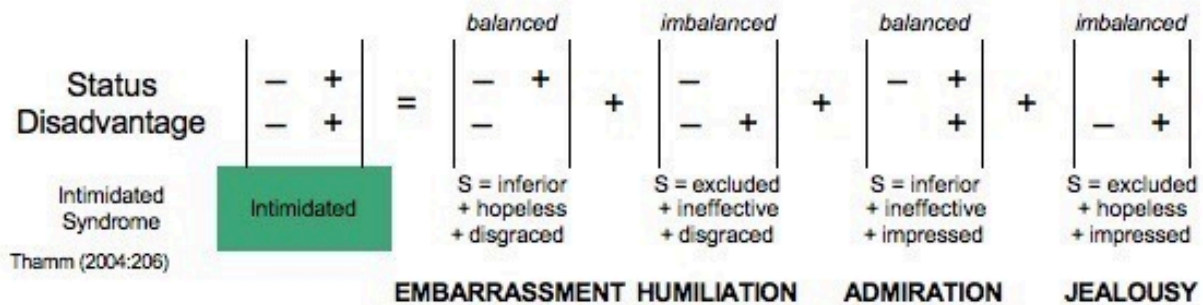 balanced imbalanced balanced imbalanced
Status – + – + – – + +
= + + +
Disadvantage – + – – + + – +
Intimidated Intimidated S = inferior S = excluded S = inferior S = excluded
Syndrome + hopeless + ineffective + ineffective + hopeless
+ disgraced + disgraced + impressed + impressed
Thamm (2004:206)
EMBARRASSMENT HUMILIATION ADMIRATION JEALOUSY